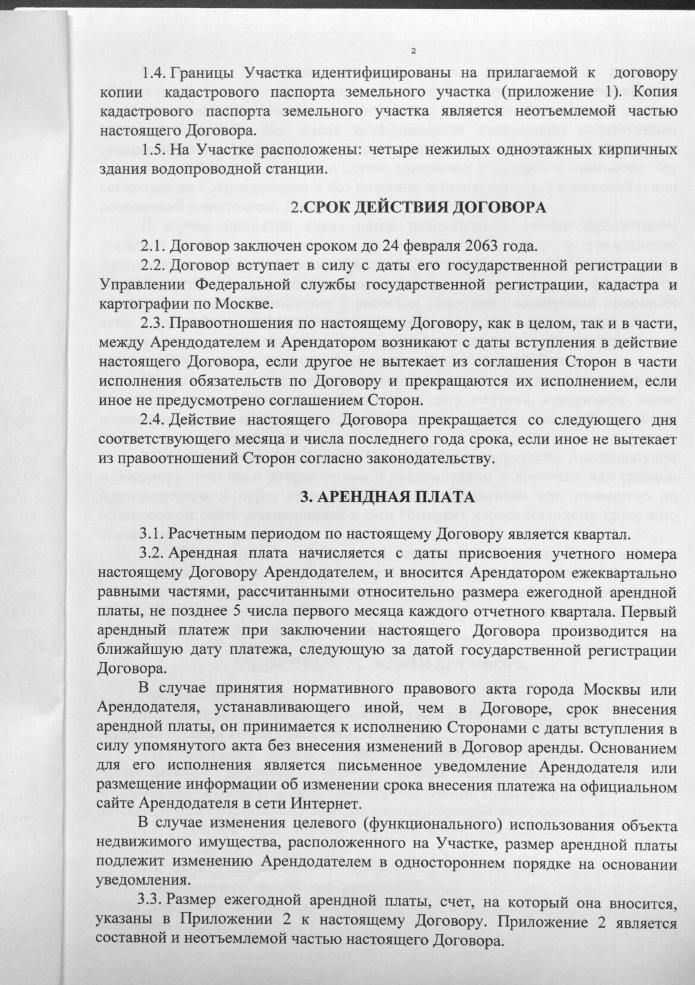 2
1.4. Границы Участка идентифицированы на прилагаемой к договору
копии кадастрового паспорта земельного участка (приложение 1). Копия
кадастрового паспорта земельного участка является неотъемлемой частью
настоящего Договора.
1.5. На Участке расположены: четыре нежилых одноэтажных кирпичных
здания водопроводной станции.
2.СРОК ДЕЙСТВИЯ ДОГОВОРА
2.1. Договор заключен сроком до 24 февраля 2063 года.
2.2. Договор вступает в силу с даты его государственной регистрации в
Управлении Федеральной службы государственной регистрации, кадастра и
картографии по Москве.
2.3. Правоотношения по настоящему Договору, как в целом, так и в части,
между Арендодателем и Арендатором возникают с даты вступления в действие
настоящего Договора, если другое не вытекает из соглашения Сторон в части
исполнения обязательств по Договору и прекращаются их исполнением, если
иное не предусмотрено соглашением Сторон.
2.4. Действие настоящего Договора прекращается со следующего дня
соответствующего месяца и числа последнего года срока, если иное не вытекает
из правоотношений Сторон согласно законодательству.
3. АРЕНДНАЯ ПЛАТА
3.1. Расчетным периодом по настоящему Договору является квартал.
3.2. Арендная плата начисляется с даты присвоения учетного номера
настоящему Договору Арендодателем, и вносится Арендатором ежеквартально
равными частями, рассчитанными относительно размера ежегодной арендной
платы, не позднее 5 числа первого месяца каждого отчетного квартала. Первый
арендный платеж при заключении настоящего Договора производится на
ближайшую дату платежа, следующую за датой государственной регистрации
Договора.
В случае принятия нормативного правового акта города Москвы или
Арендодателя, устанавливающего иной, чем в Договоре, срок внесения
арендной платы, он принимается к исполнению Сторонами с даты вступления в
силу упомянутого акта без внесения изменений в Договор аренды. Основанием
для его исполнения является письменное уведомление Арендодателя или
размещение информации об изменении срока внесения платежа на официальном
сайте Арендодателя в сети Интернет.
В случае изменения целевого (функционального) использования объекта
недвижимого имущества, расположенного на Участке, размер арендной платы
подлежит изменению Арендодателем в одностороннем порядке на основании
уведомления.
3.3. Размер ежегодной арендной платы, счет, на который она вносится,
указаны в Приложении 2 к настоящему Договору. Приложение 2 является
составной и неотъемлемой частью настоящего Договора.